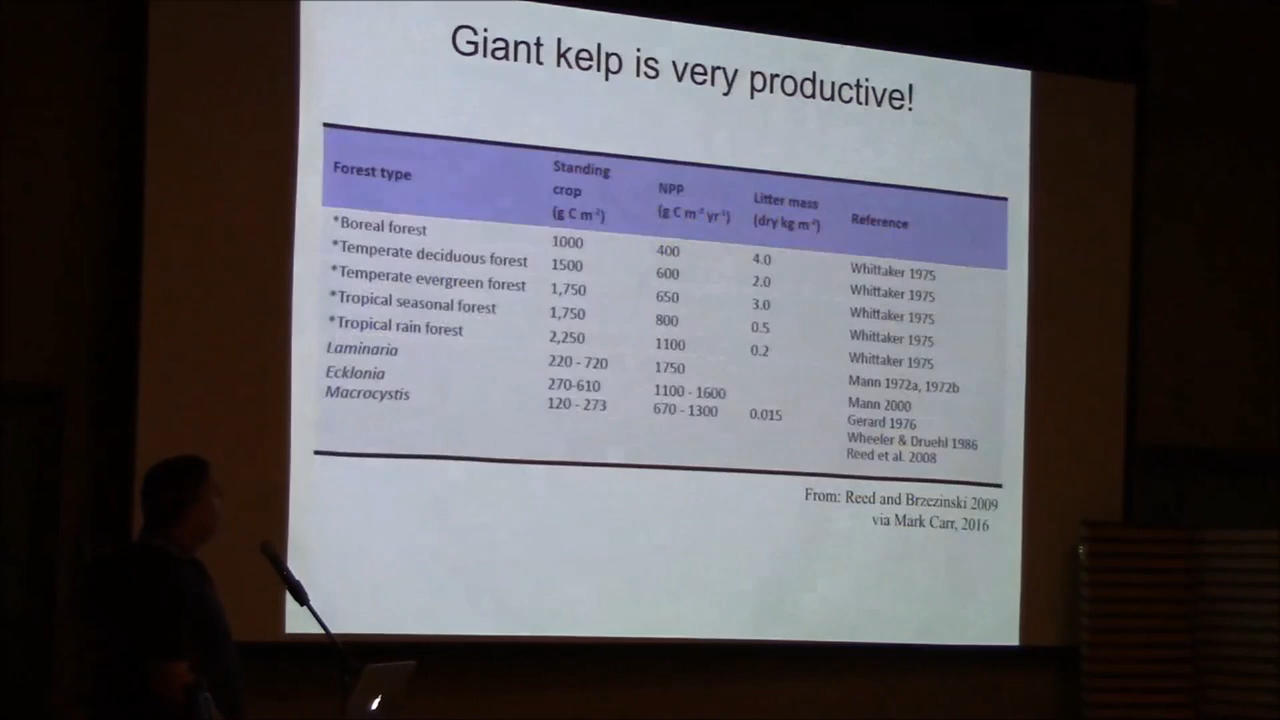 Giant kelp is very productive!
Forest type Standing crop (g C m⁻²) NPP (g C m⁻² yr⁻¹) Litter mass (dry kg m⁻²) Reference
*Boreal forest 1000 400 4.0 Whittaker 1975
*Temperate deciduous forest 1500 600 2.0 Whittaker 1975
*Temperate evergreen forest 1,750 650 3.0 Whittaker 1975
*Tropical seasonal forest 1,750 800 0.5 Whittaker 1975
*Tropical rain forest 2,250 1100 0.2 Whittaker 1975
Laminaria 220 - 720 1750 Mann 1972a, 1972b
Ecklonia 270-610 1100 - 1600 Mann 2000
Macrocystis 120 - 273 670 - 1300 0.015 Gerard 1976
Wheeler & Druehl 1986
Reed et al. 2008
From: Reed and Brzezinski 2009
via Mark Carr, 2016